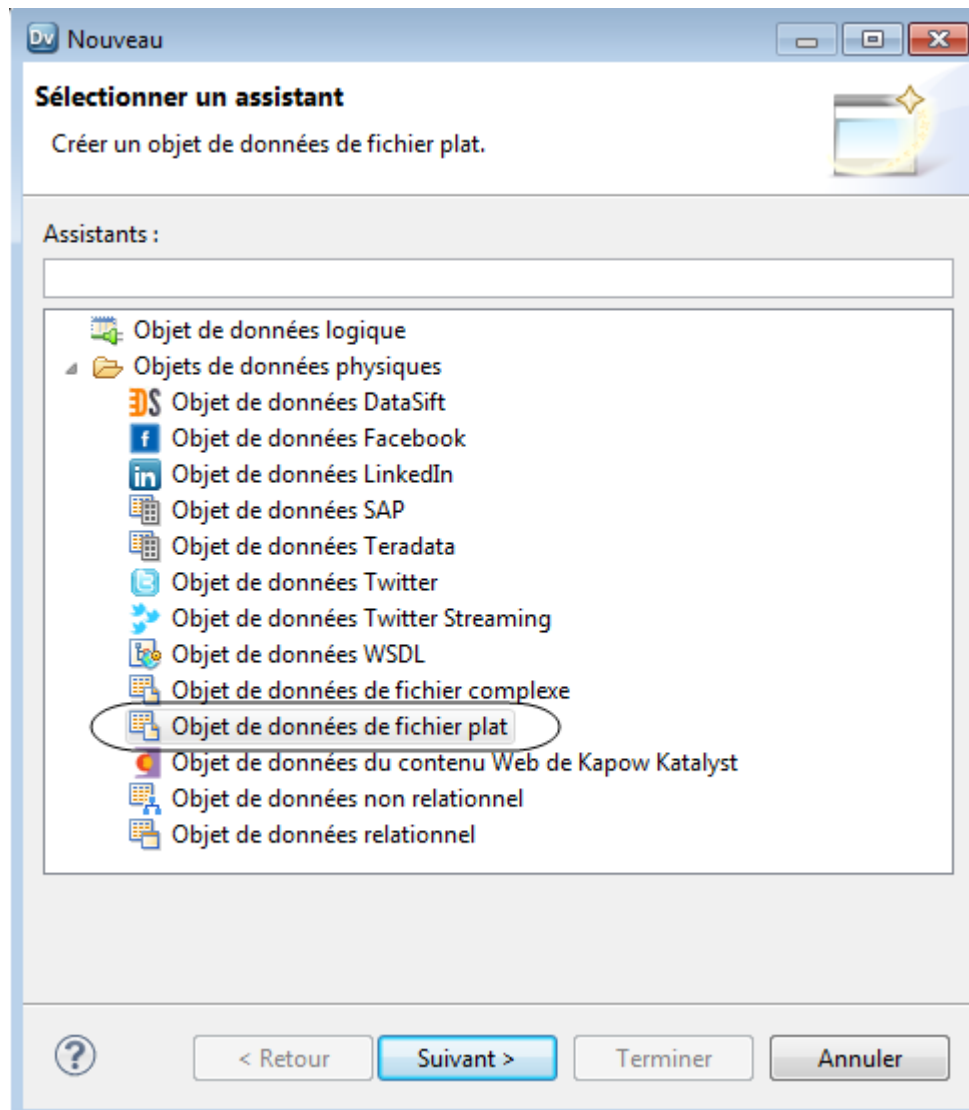 Dv Nouveau
Sélectionner un assistant
Créer un objet de données de fichier plat.
Assistants :
Objet de données logique
Objets de données physiques
DS Objet de données DataSift
f Objet de données Facebook
in Objet de données LinkedIn
Objet de données SAP
Objet de données Teradata
Objet de données Twitter
Objet de données Twitter Streaming
Objet de données WSDL
Objet de données de fichier complexe
Objet de données de fichier plat
Objet de données du contenu Web de Kapow Katalyst
Objet de données non relationnel
Objet de données relationnel
? < Retour Suivant > Terminer Annuler